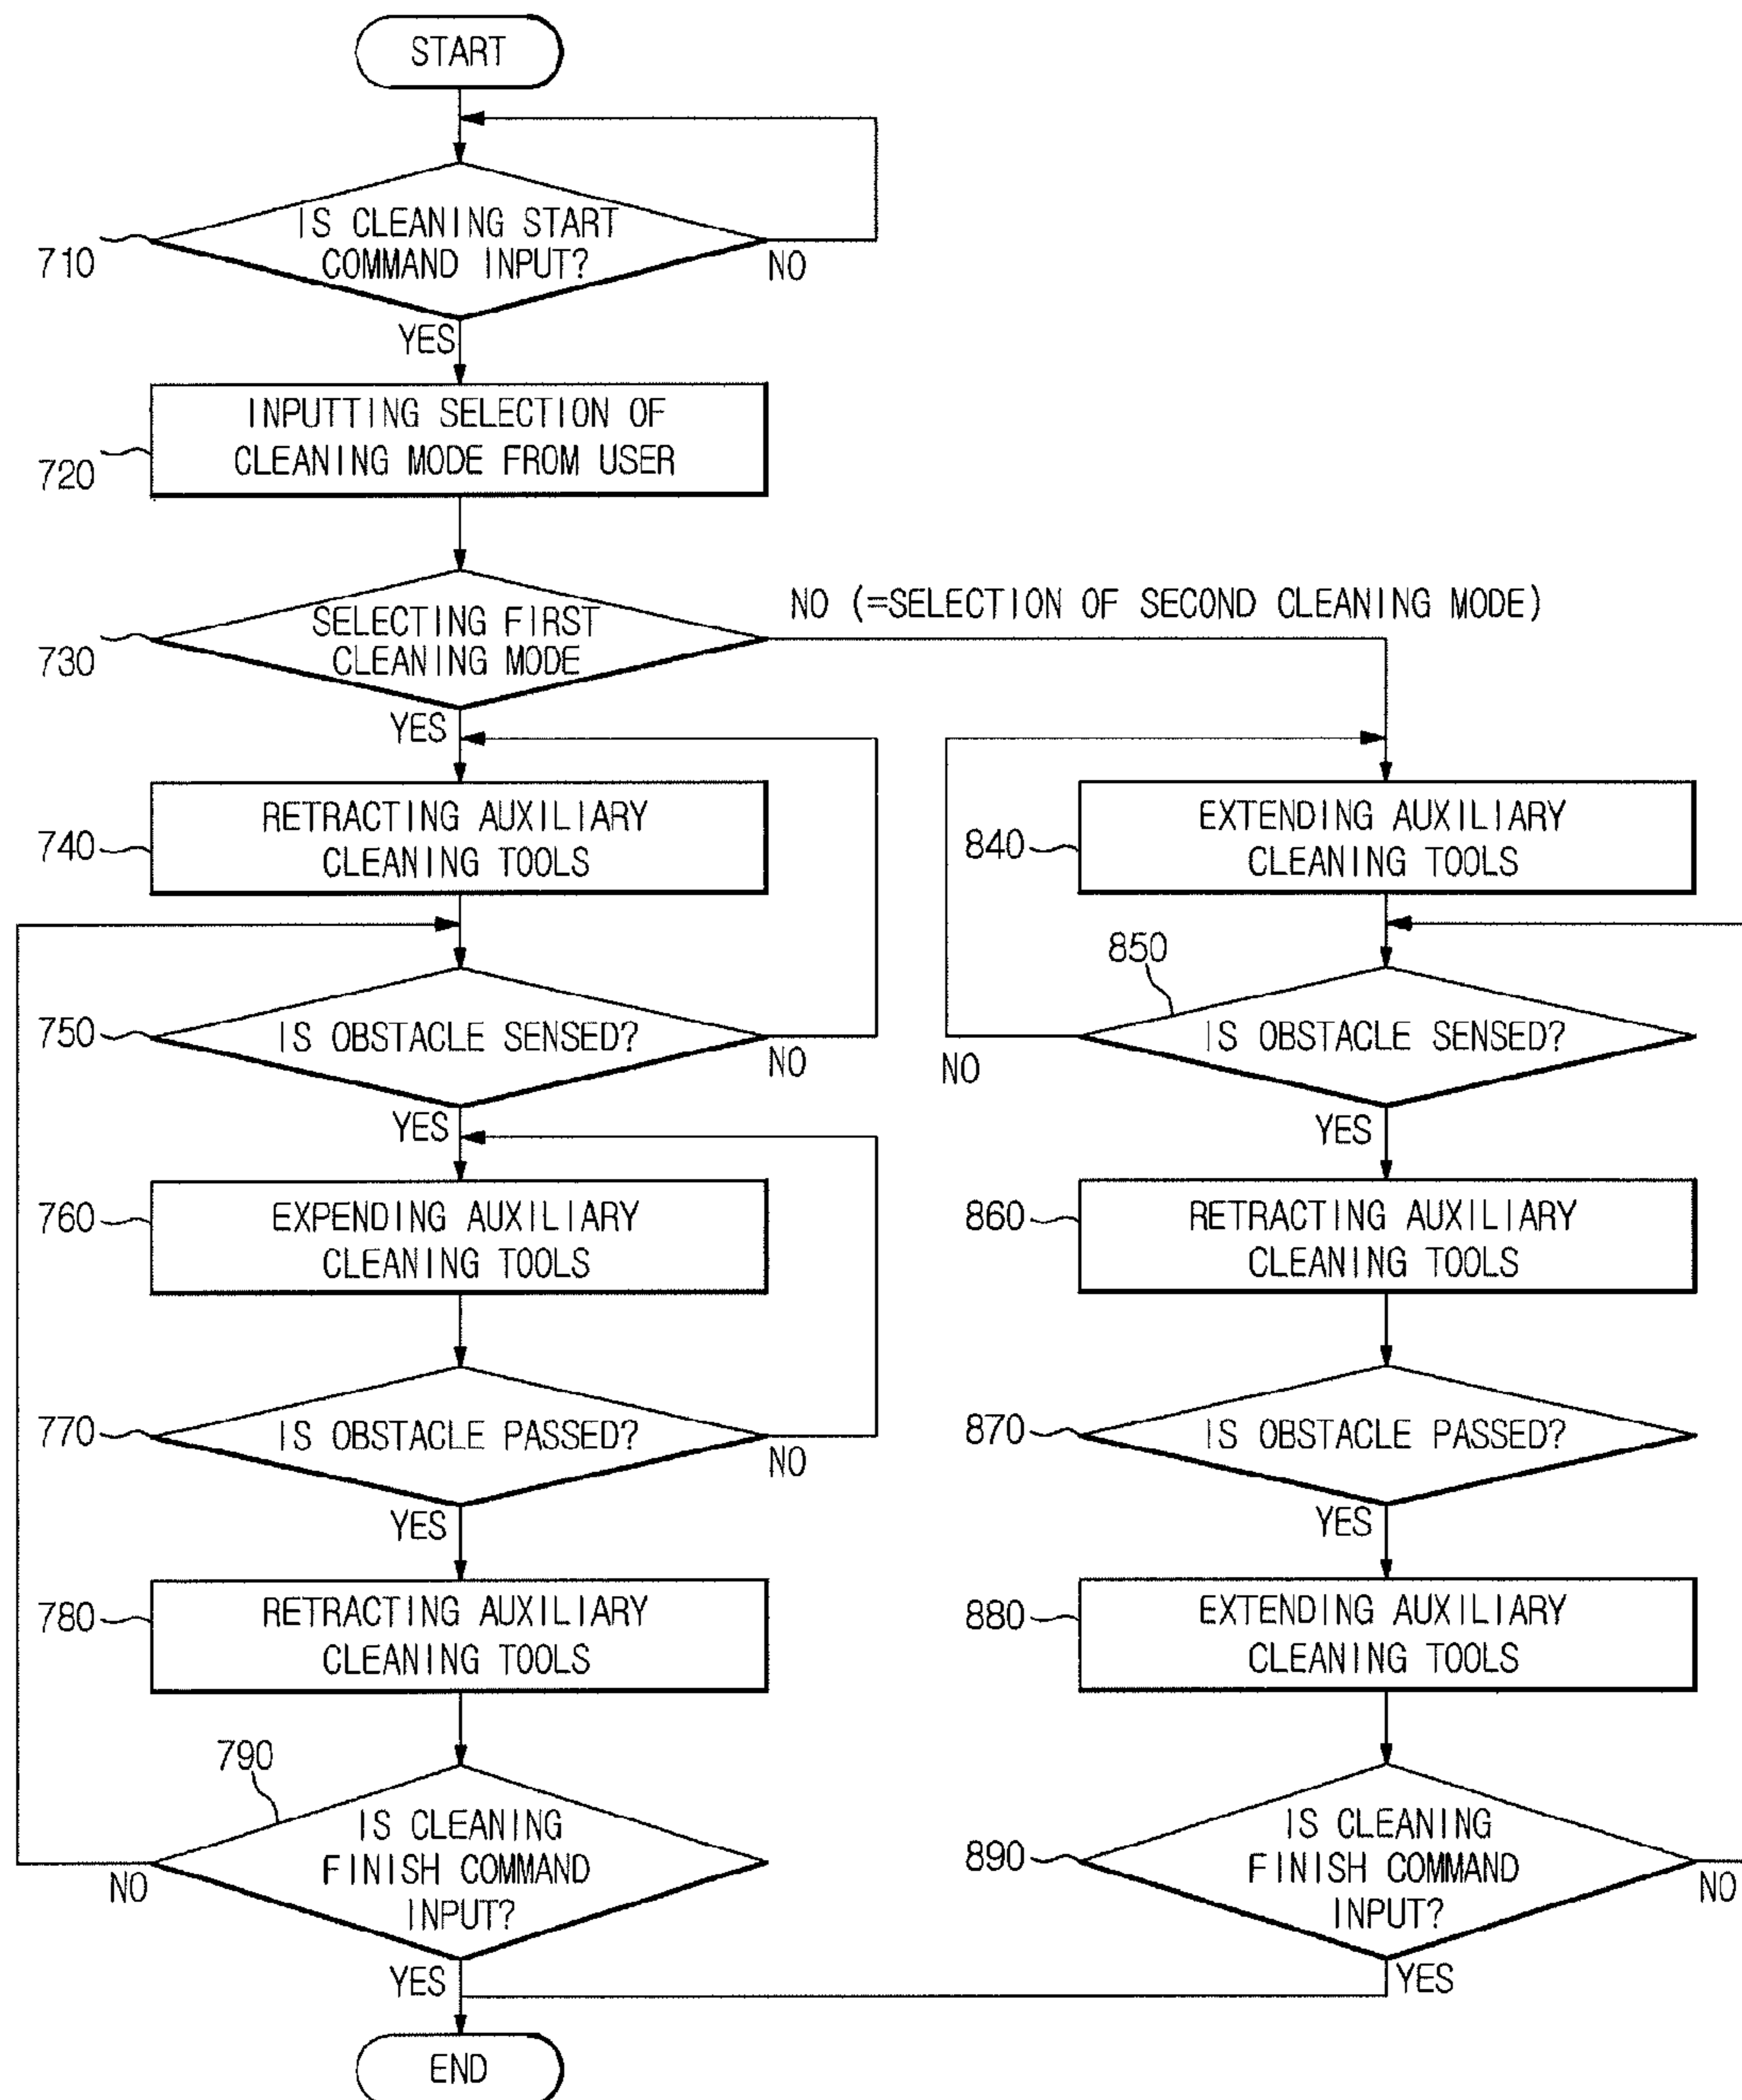 START
IS CLEANING START
COMMAND INPUT?
710
NO
YES
INPUTTING SELECTION OF
CLEANING MODE FROM USER
720
SELECTING FIRST
CLEANING MODE
730
NO (=SELECTION OF SECOND CLEANING MODE)
YES
RETRACTING AUXILIARY
CLEANING TOOLS
740
IS OBSTACLE SENSED?
750
NO
YES
EXPENDING AUXILIARY
CLEANING TOOLS
760
IS OBSTACLE PASSED?
770
NO
YES
RETRACTING AUXILIARY
CLEANING TOOLS
780
790
IS CLEANING
FINISH COMMAND
INPUT?
NO
YES
EXTENDING AUXILIARY
CLEANING TOOLS
840
850
IS OBSTACLE SENSED?
NO
YES
RETRACTING AUXILIARY
CLEANING TOOLS
860
IS OBSTACLE PASSED?
870
YES
EXTENDING AUXILIARY
CLEANING TOOLS
880
IS CLEANING
FINISH COMMAND
INPUT?
890
NO
YES
END